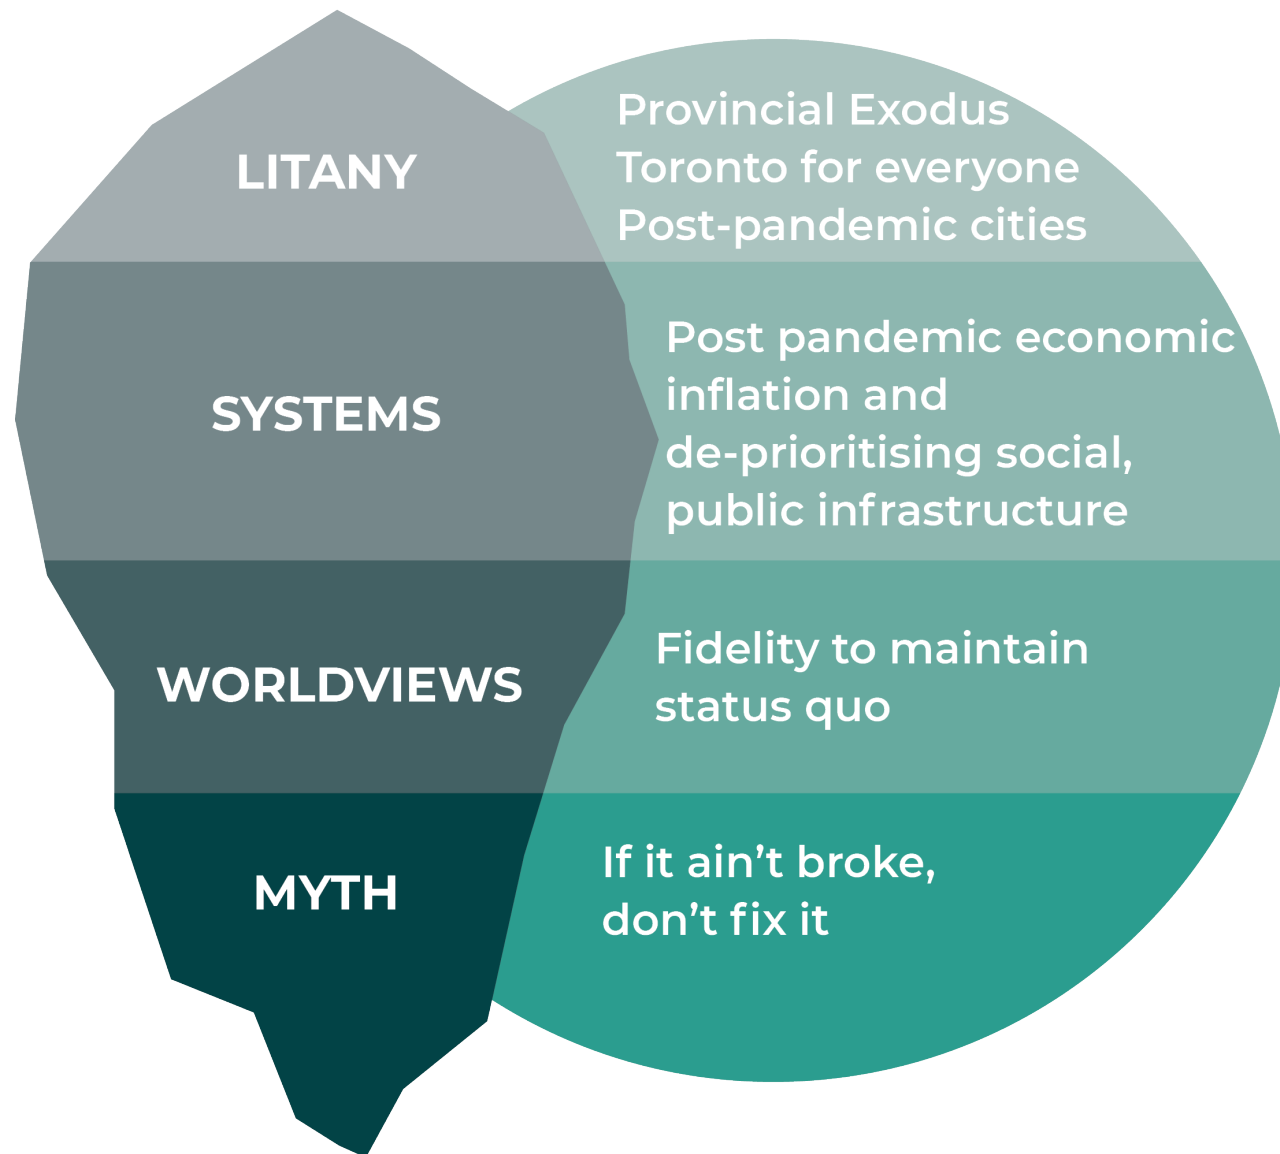 LITANY
Provincial Exodus
Toronto for everyone
Post-pandemic cities
SYSTEMS
Post pandemic economic
inflation and
de-prioritising social,
public infrastructure
WORLDVIEWS
Fidelity to maintain
status quo
MYTH
If it ain’t broke,
don’t fix it